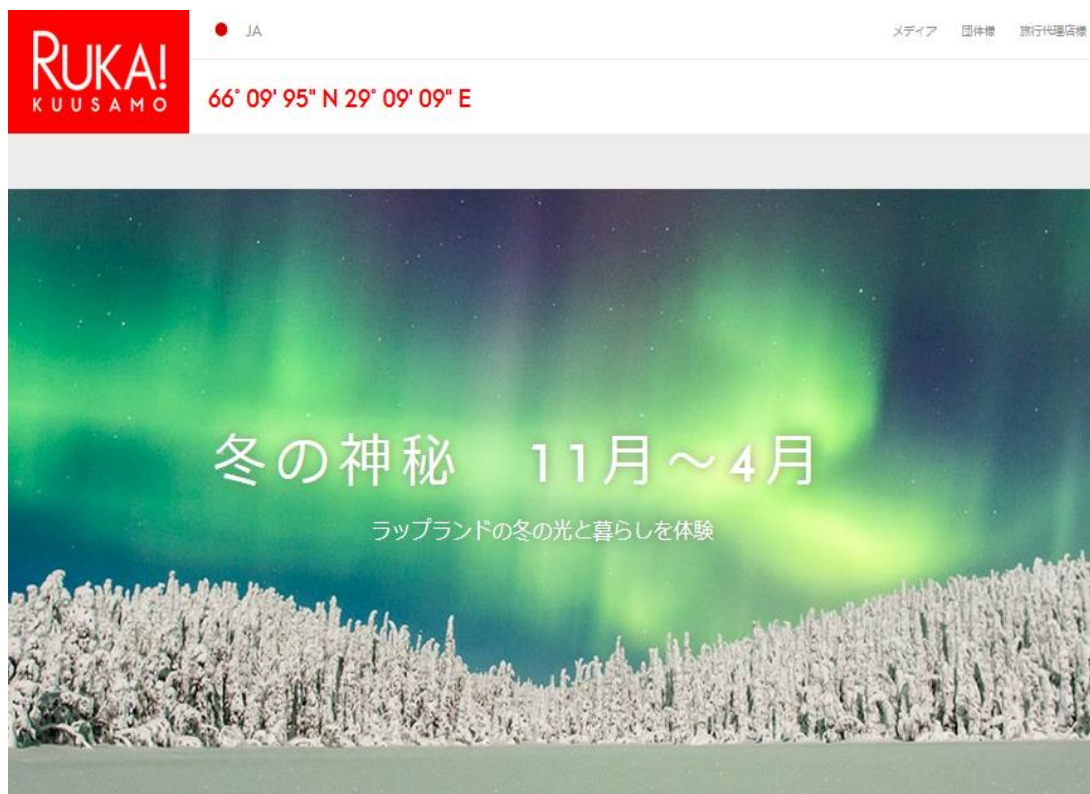 RUKA!
KUUSAMO
JA
メディア 団体様 旅行代理店様
66° 09' 95" N 29° 09' 09" E
冬の神秘　11月～4月
ラップランドの冬の光と暮らしを体験